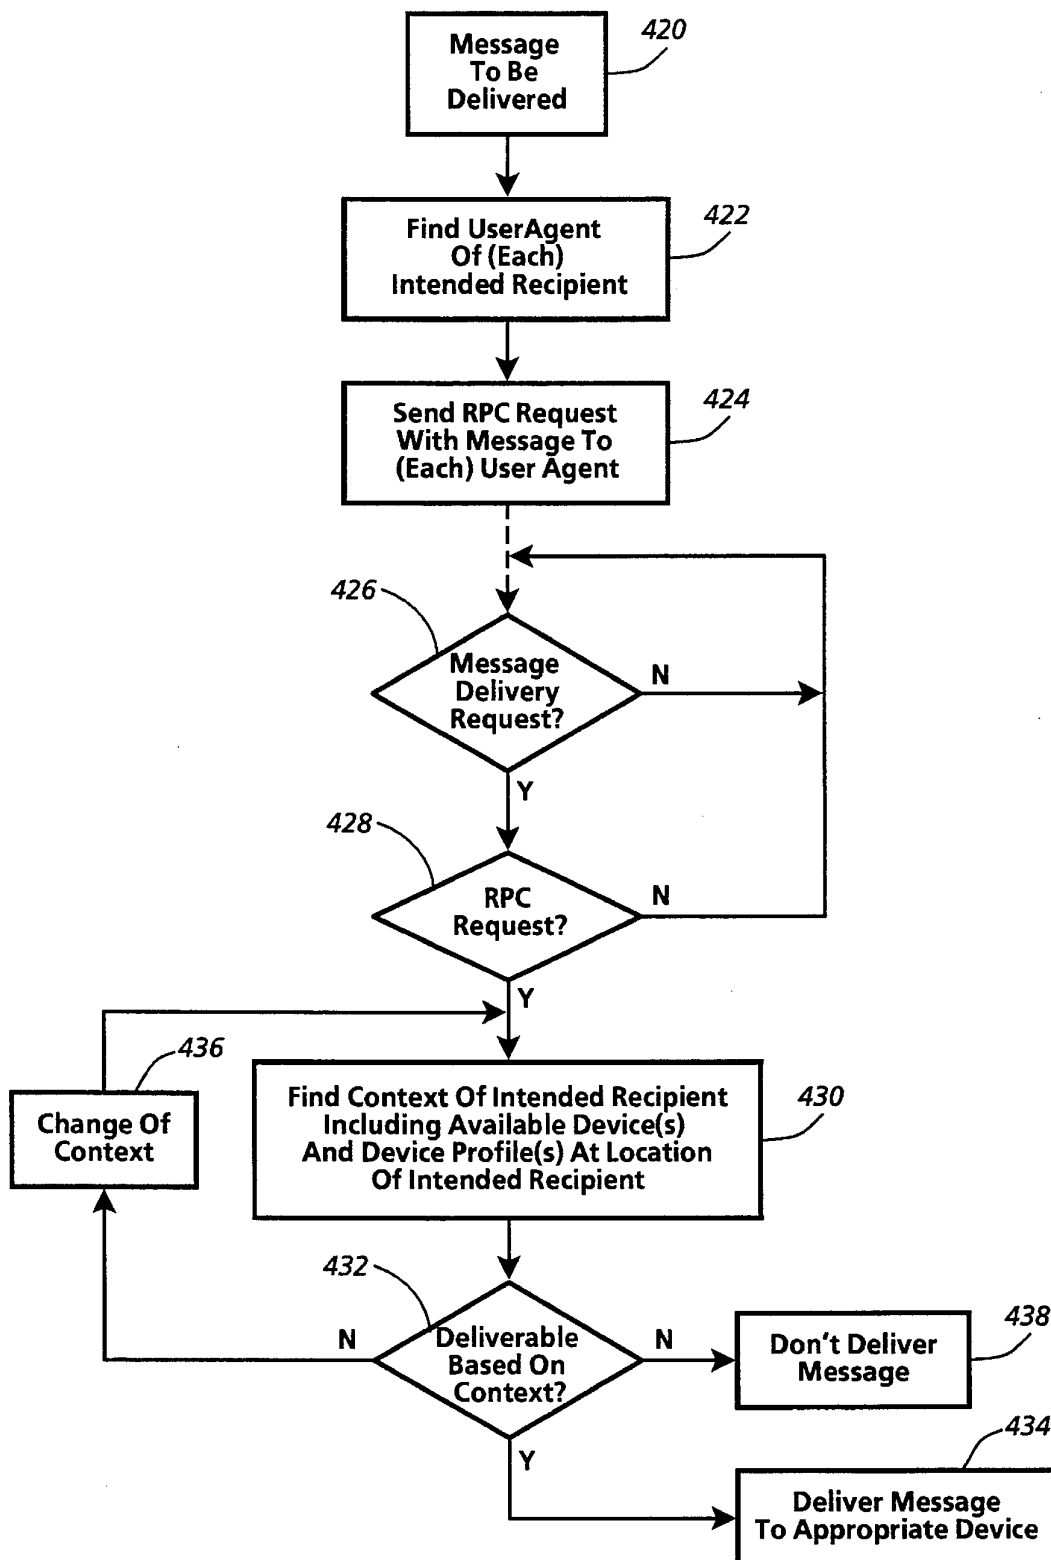 Message
To Be
Delivered
420
Find UserAgent
Of (Each)
Intended Recipient
422
Send RPC Request
With Message To
(Each) User Agent
424
426
Message
Delivery
Request?
N
Y
428
RPC
Request?
N
Y
436
Change Of
Context
Find Context Of Intended Recipient
Including Available Device(s)
And Device Profile(s) At Location
Of Intended Recipient
430
432
N
Deliverable
Based On
Context?
N
Y
Don't Deliver
Message
438
434
Deliver Message
To Appropriate Device